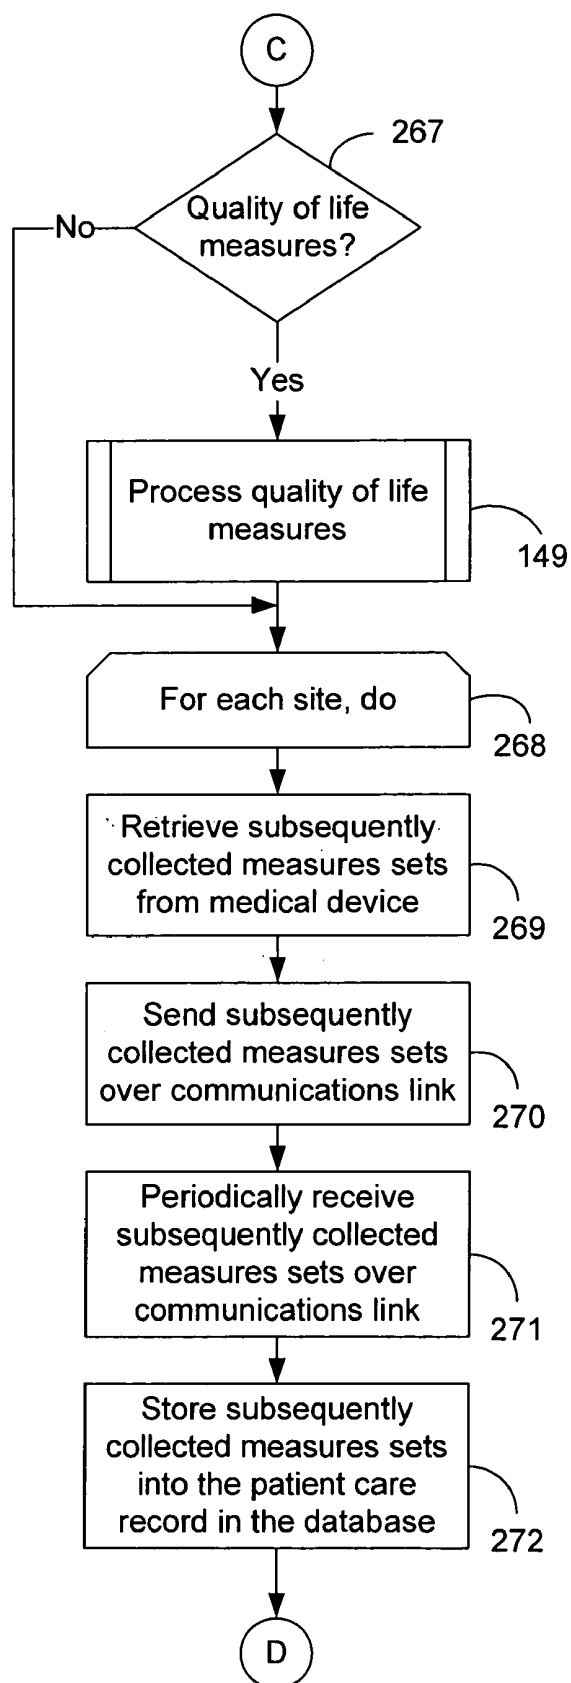 C
267
Quality of life
measures?
No
Yes
Process quality of life
measures
149
For each site, do
268
Retrieve subsequently
collected measures sets
from medical device
269
Send subsequently
collected measures sets
over communications link
270
Periodically receive
subsequently collected
measures sets over
communications link
271
Store subsequently
collected measures sets
into the patient care
record in the database
272
D